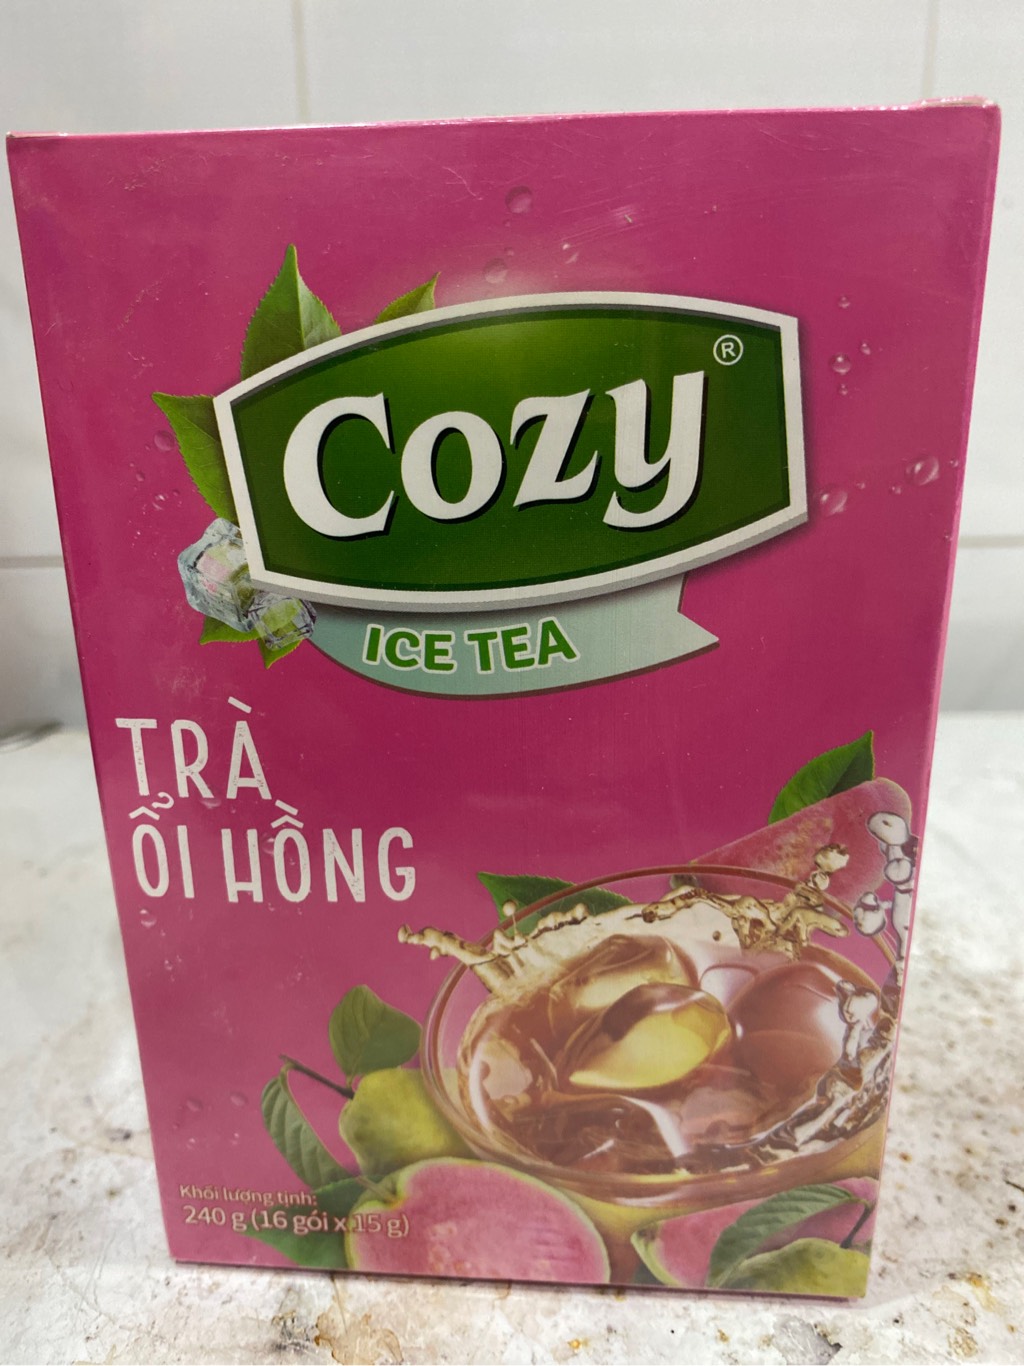 Cozy®
ICE TEA
TRÀ
ỔI HỒNG
Khối lượng tịnh:
240 g (16 gói x 15 g)